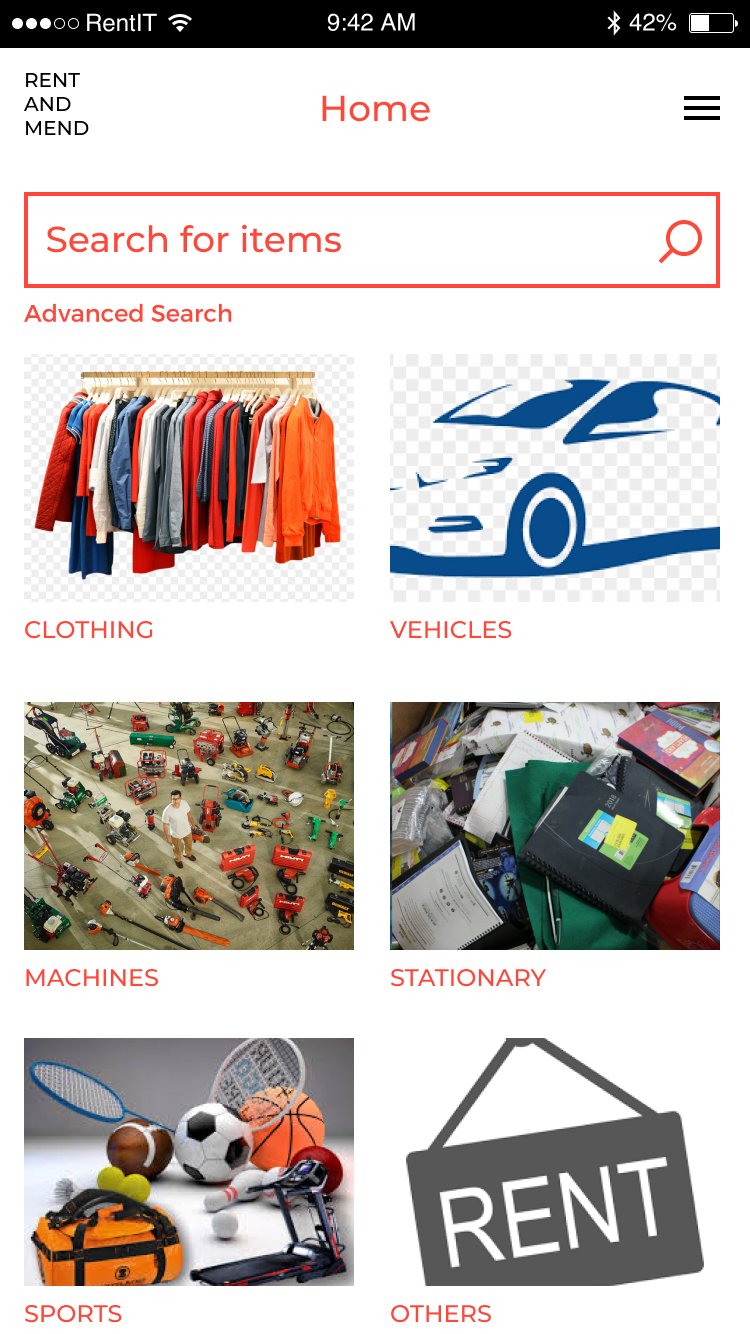 RentIT
9:42 AM
42%
RENT
AND
MEND
Home
Search for items
Advanced Search
CLOTHING
VEHICLES
MACHINES
STATIONARY
SPORTS
RENT
OTHERS